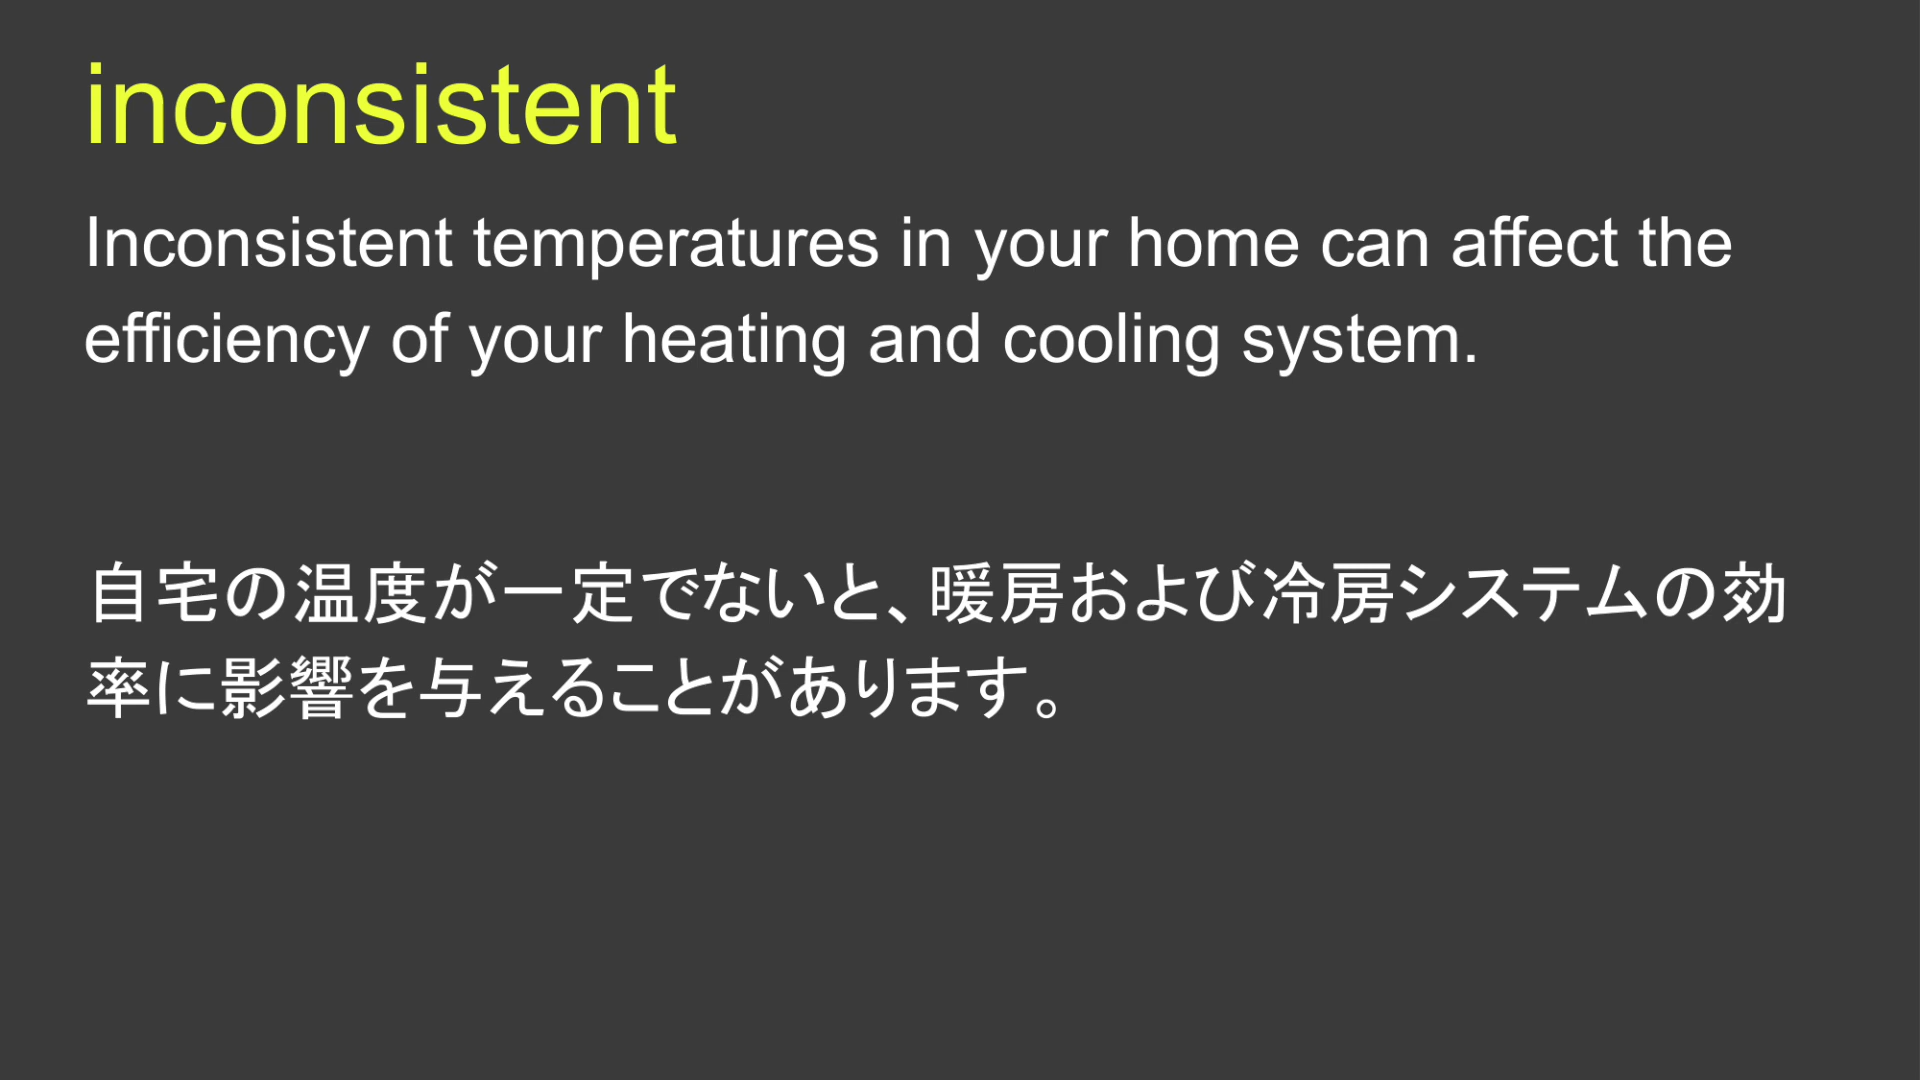 inconsistent
Inconsistent temperatures in your home can affect the
efficiency of your heating and cooling system.
自宅の温度が一定でないと、暖房および冷房システムの効
率に影響を与えることがあります。